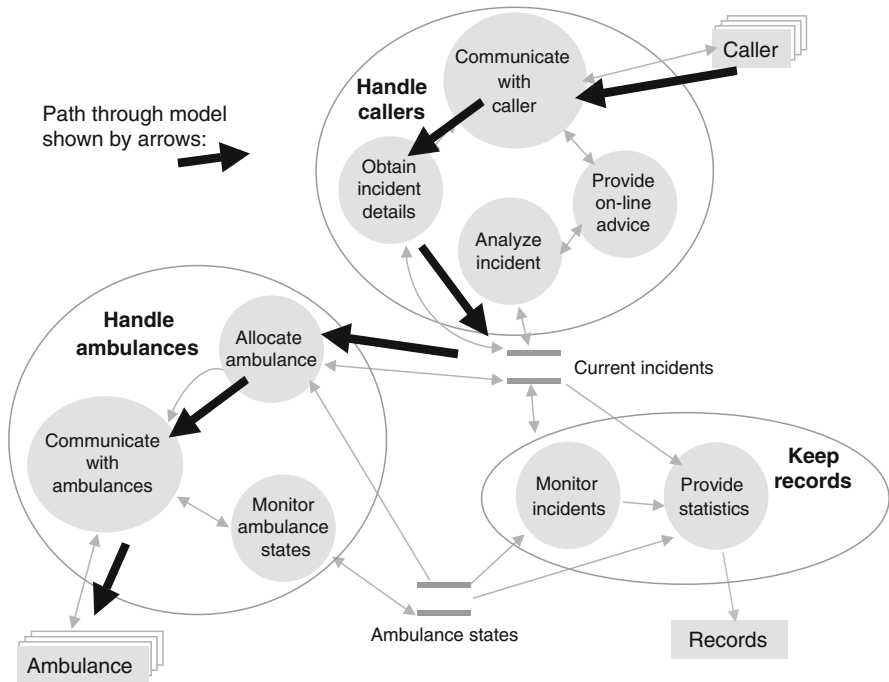 Caller
Communicate
with
caller
Handle
callers
Path through model
shown by arrows:
Obtain
incident
details
Provide
on-line
advice
Analyze
incident
Handle
ambulances
Allocate
ambulance
Current incidents
Communicate
with
ambulances
Monitor
ambulance
states
Monitor
incidents
Provide
statistics
Keep
records
Ambulance states
Records
Ambulance